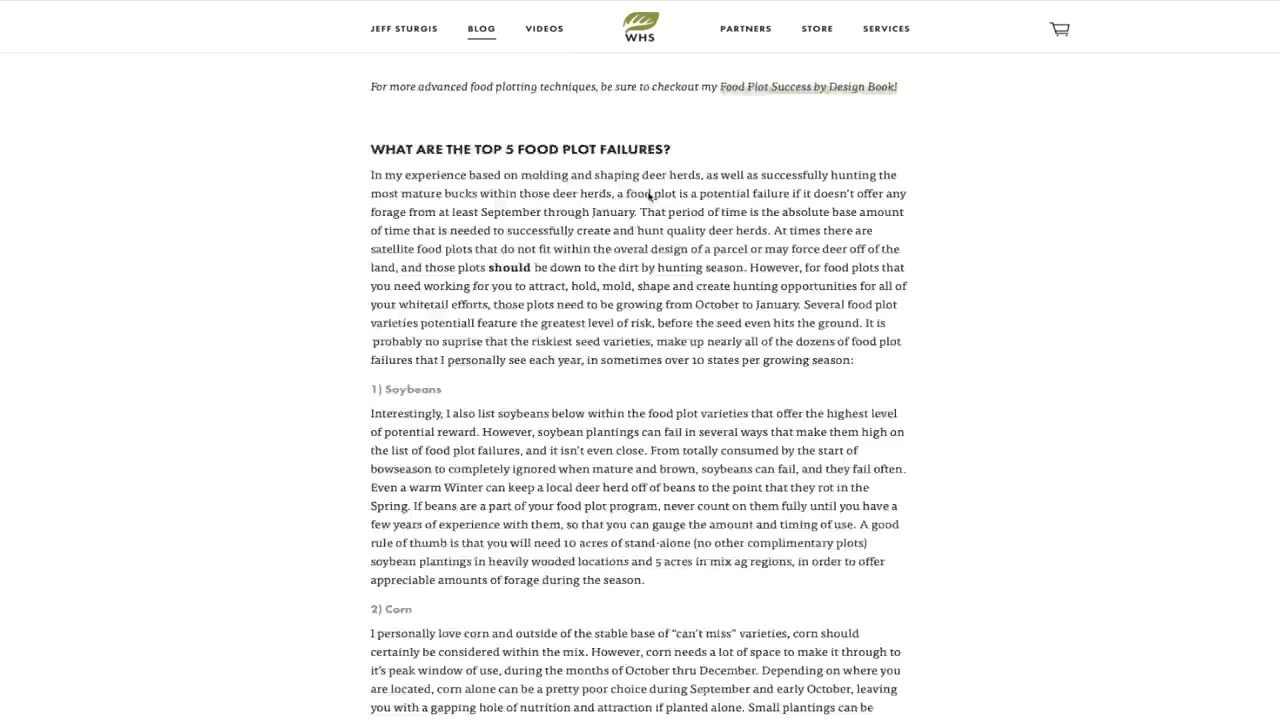 JEFF STURGIS BLOG VIDEOS WHS PARTNERS STORE SERVICES
For more advanced food plotting techniques, be sure to checkout my Food Plot Success by Design Book!
WHAT ARE THE TOP 5 FOOD PLOT FAILURES?
In my experience based on molding and shaping deer herds, as well as successfully hunting the
most mature bucks within those deer herds, a food plot is a potential failure if it doesn't offer any
forage from at least September through January. That period of time is the absolute base amount
of time that is needed to successfully create and hunt quality deer herds. At times there are
satellite food plots that do not fit within the overal design of a parcel or may force deer off of the
land, and those plots should be down to the dirt by hunting season. However, for food plots that
you need working for you to attract, hold, mold, shape and create hunting opportunities for all of
your whitetail efforts, those plots need to be growing from October to January. Several food plot
varieties potentiall feature the greatest level of risk, before the seed even hits the ground. It is
probably no suprise that the riskiest seed varieties, make up nearly all of the dozens of food plot
failures that I personally see each year, in sometimes over 10 states per growing season:
1) Soybeans
Interestingly, I also list soybeans below within the food plot varieties that offer the highest level
of potential reward. However, soybean plantings can fail in several ways that make them high on
the list of food plot failures, and it isn't even close. From totally consumed by the start of
bowseason to completely ignored when mature and brown, soybeans can fail, and they fail often.
Even a warm Winter can keep a local deer herd off of beans to the point that they rot in the
Spring. If beans are a part of your food plot program, never count on them fully until you have a
few years of experience with them, so that you can gauge the amount and timing of use. A good
rule of thumb is that you will need 10 acres of stand-alone (no other complimentary plots)
soybean plantings in heavily wooded locations and 5 acres in mix ag regions, in order to offer
appreciable amounts of forage during the season.
2) Corn
I personally love corn and outside of the stable base of "can't miss" varieties, corn should
certainly be considered within the mix. However, corn needs a lot of space to make it through to
it's peak window of use, during the months of October thru December. Depending on where you
are located, corn alone can be a pretty poor choice during September and early October, leaving
you with a gapping hole of nutrition and attraction if planted alone. Small plantings can be